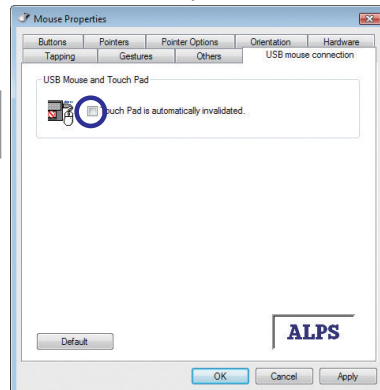 Mouse Properties
Buttons Pointers Pointer Options Orientation Hardware
Tapping Gestures Others USB mouse connection
USB Mouse and Touch Pad
Touch Pad is automatically invalidated.
ALPS
Default
OK Cancel Apply